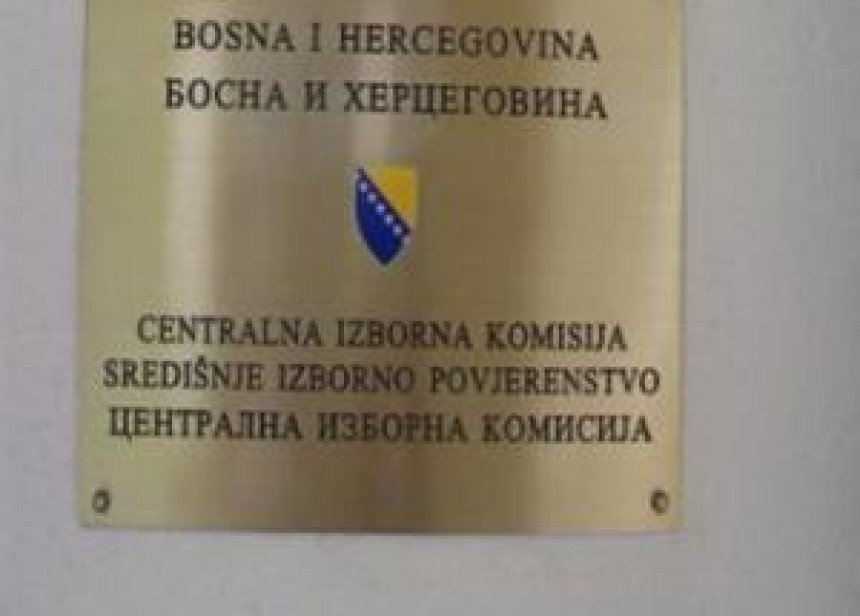 BOSNA I HERCEGOVINA
БОСНА И ХЕРЦЕГОВИНА
CENTRALNA IZBORNA KOMISIJA
SREDIŠNJE IZBORNO POVJERENSTVO
ЦЕНТРАЛНА ИЗБОРНА КОМИСИЈА